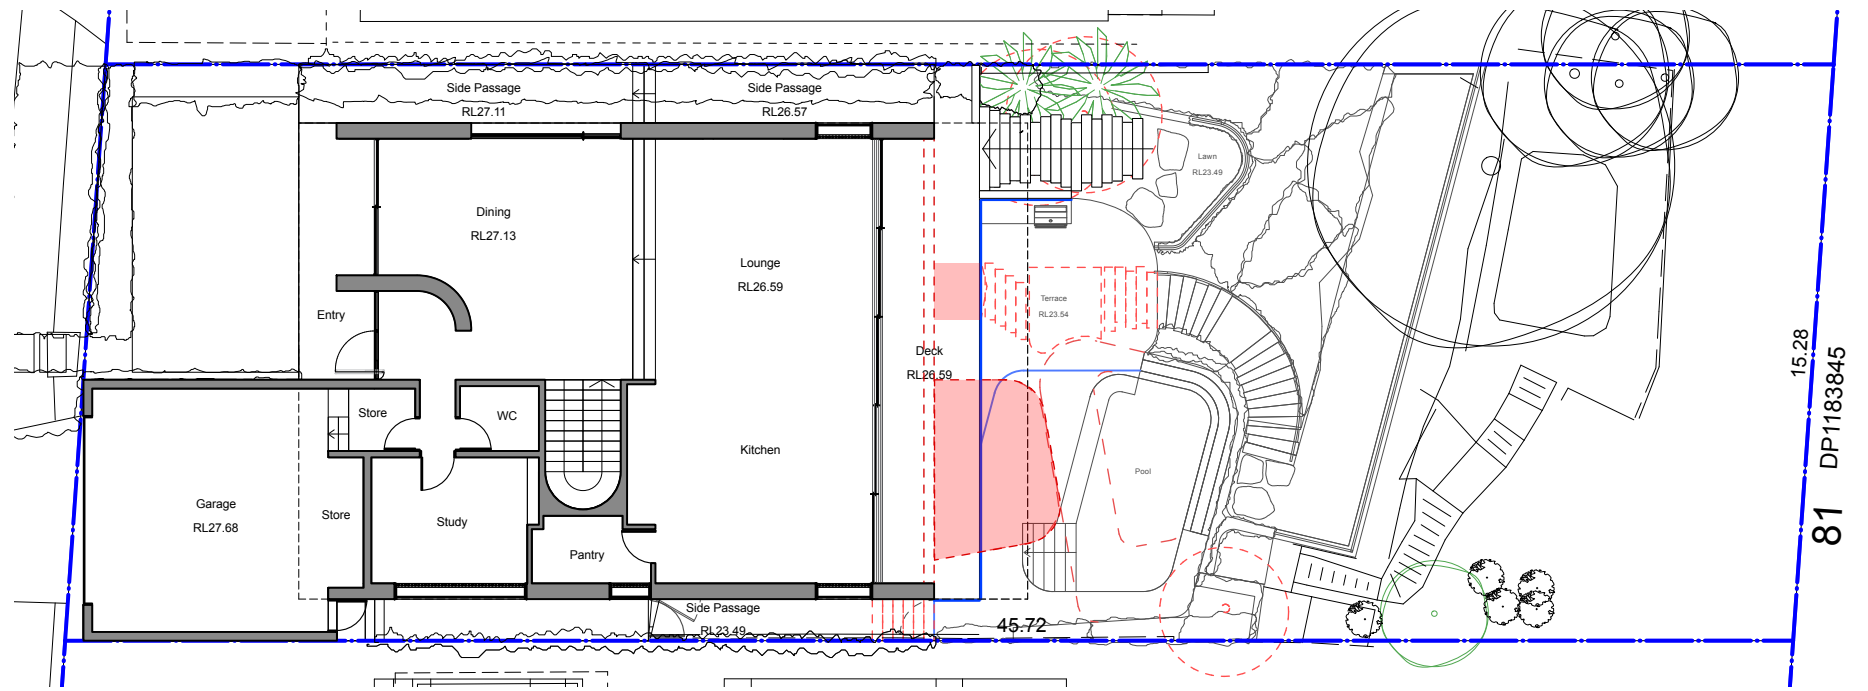 Side Passage
RL27.11
Side Passage
RL26.57
Lawn
RL23.49
Dining
RL27.13
Lounge
RL26.59
Entry
Terrace
RL23.54
Deck
RL26.59
Store
WC
Kitchen
Pool
Garage
RL27.68
Store
Study
Pantry
Side Passage
RL23.49
45.72
15.28
81 DP1183845